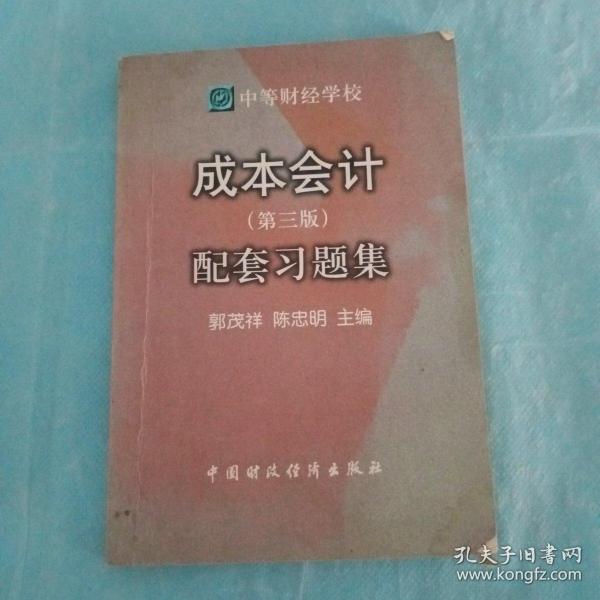 中等财经学校
成本会计
(第三版)
配套习题集
郭茂祥 陈忠明 主编
中国财政经济出版社
孔夫子旧书网
www.kongfz.com